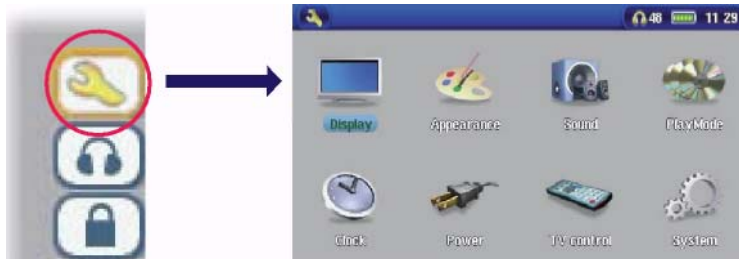 48 11 29
Display Appearance Sound PlayMode
Clock Power TV control System